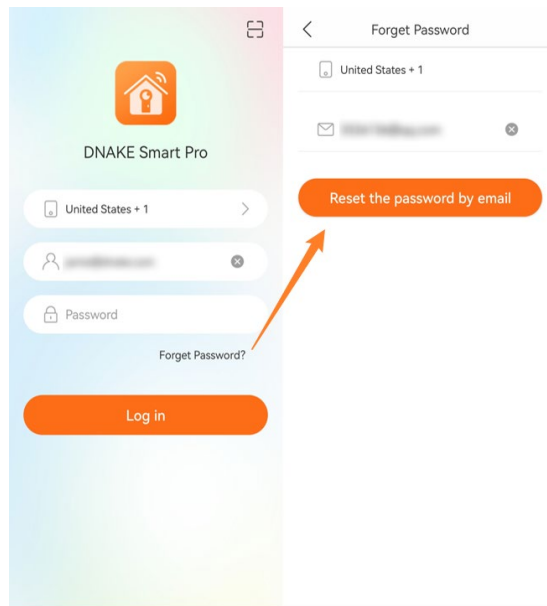 DNAKE Smart Pro
United States + 1
Password
Forget Password?
Log in
Forget Password
United States + 1
Reset the password by email